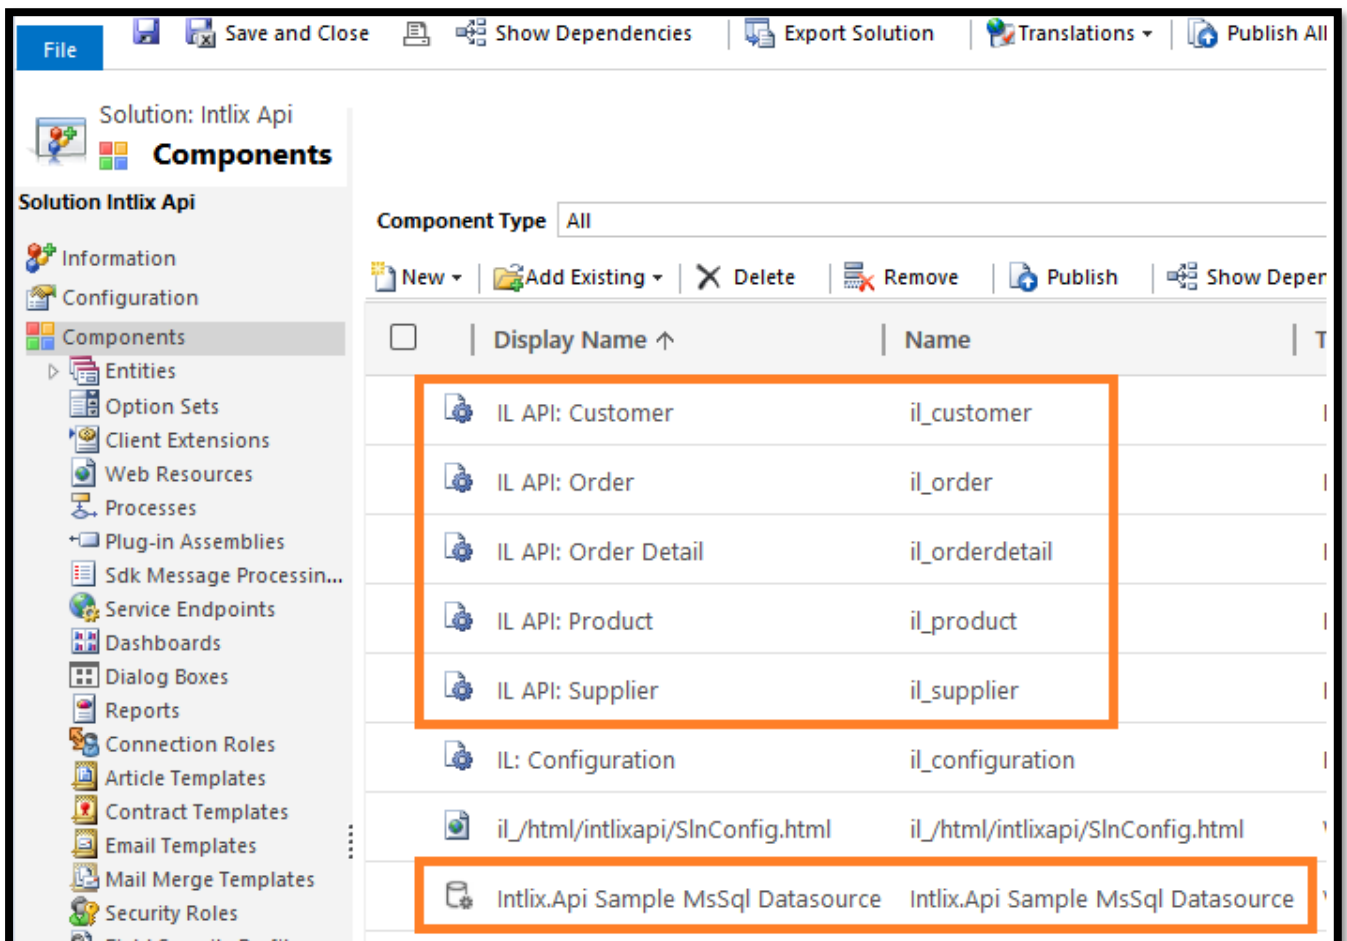 File
Save and Close
Show Dependencies
Export Solution
Translations
Publish All
Solution: Intlix Api
Components
Solution Intlix Api
Information
Configuration
Components
Entities
Option Sets
Client Extensions
Web Resources
Processes
Plug-in Assemblies
Sdk Message Processin...
Service Endpoints
Dashboards
Dialog Boxes
Reports
Connection Roles
Article Templates
Contract Templates
Email Templates
Mail Merge Templates
Security Roles
Component Type All
New Add Existing Delete Remove Publish Show Depen
Display Name ↑ Name T
IL API: Customer il_customer
IL API: Order il_order
IL API: Order Detail il_orderdetail
IL API: Product il_product
IL API: Supplier il_supplier
IL: Configuration il_configuration
il_/html/intlixapi/SlnConfig.html il_/html/intlixapi/SlnConfig.html
Intlix.Api Sample MsSql Datasource Intlix.Api Sample MsSql Datasource